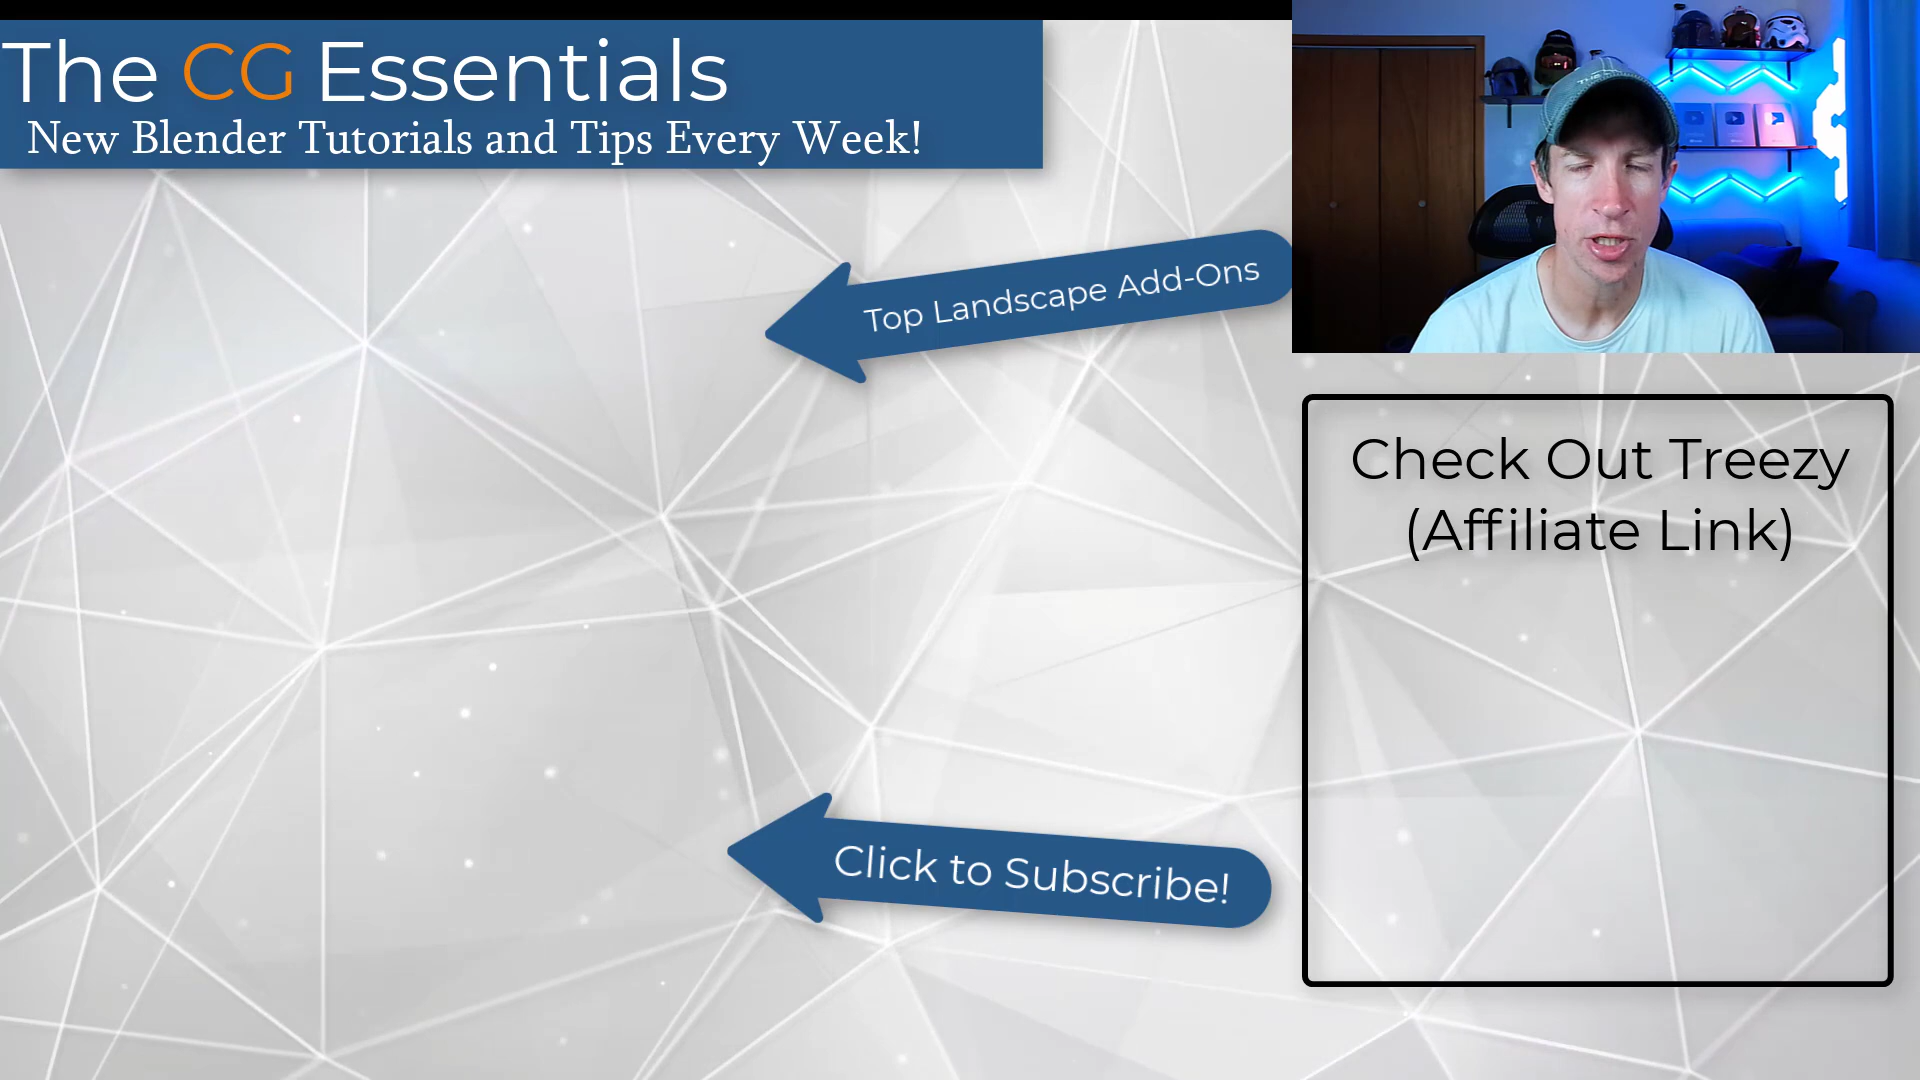 The CG Essentials
New Blender Tutorials and Tips Every Week!
Top Landscape Add-Ons
Check Out Treezy
(Affiliate Link)
Click to Subscribe!